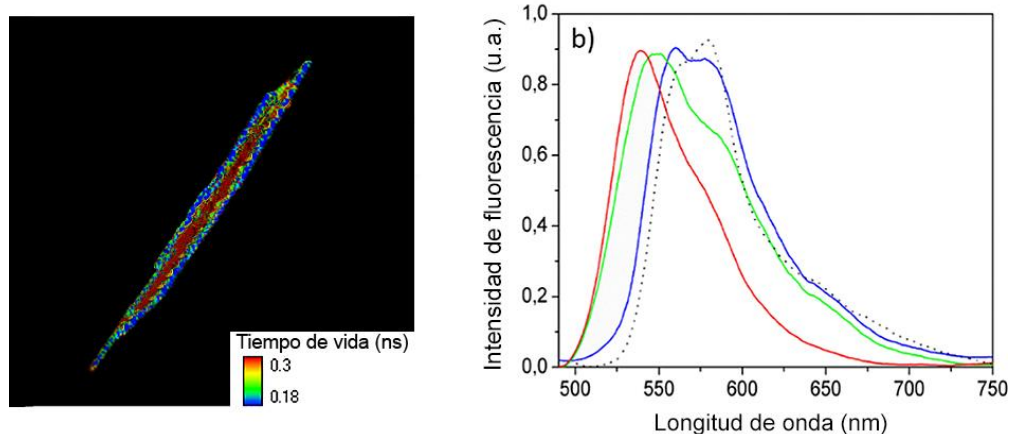 Tiempo de vida (ns)
0.3
0.18
b)
Intensidad de fluorescencia (u.a.)
1,0
0,8
0,6
0,4
0,2
0,0
500 550 600 650 700 750
Longitud de onda (nm)